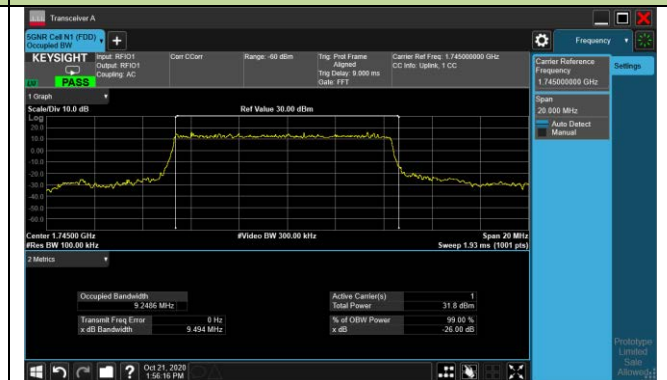 Transceiver A
5GNR Cell N1 (FDD)
Occupied BW
Frequency
KEYSIGHT
Input: RFIO1
Output: RFIO1
Coupling: AC
Corr CCorr
Range: -60 dBm
Trig: Prot Frame
Aligned
Trig Delay: 9.000 ms
Gate: FFT
Carrier Ref Freq: 1.745000000 GHz
CC Info: Uplink, 1 CC
PASS
Carrier Reference
Frequency
1.745000000 GHz
Settings
Span
20.000 MHz
Auto Detect
Manual
1 Graph
Scale/Div 10.0 dB
Ref Value 30.00 dBm
Log
20.0
10.0
0.00
-10.0
-20.0
-30.0
-40.0
-50.0
-60.0
Center 1.74500 GHz
#Video BW 300.00 kHz
Span 20 MHz
#Res BW 100.00 kHz
Sweep 1.93 ms (1001 pts)
2 Metrics
Occupied Bandwidth
9.2486 MHz
Active Carrier(s) 1
Total Power 31.8 dBm
Transmit Freq Error 0 Hz
x dB Bandwidth 9.494 MHz
% of OBW Power 99.00 %
x dB -26.00 dB
Prototype
Limited
Sale
Allowed
?
Oct 21, 2020
1:56:16 PM